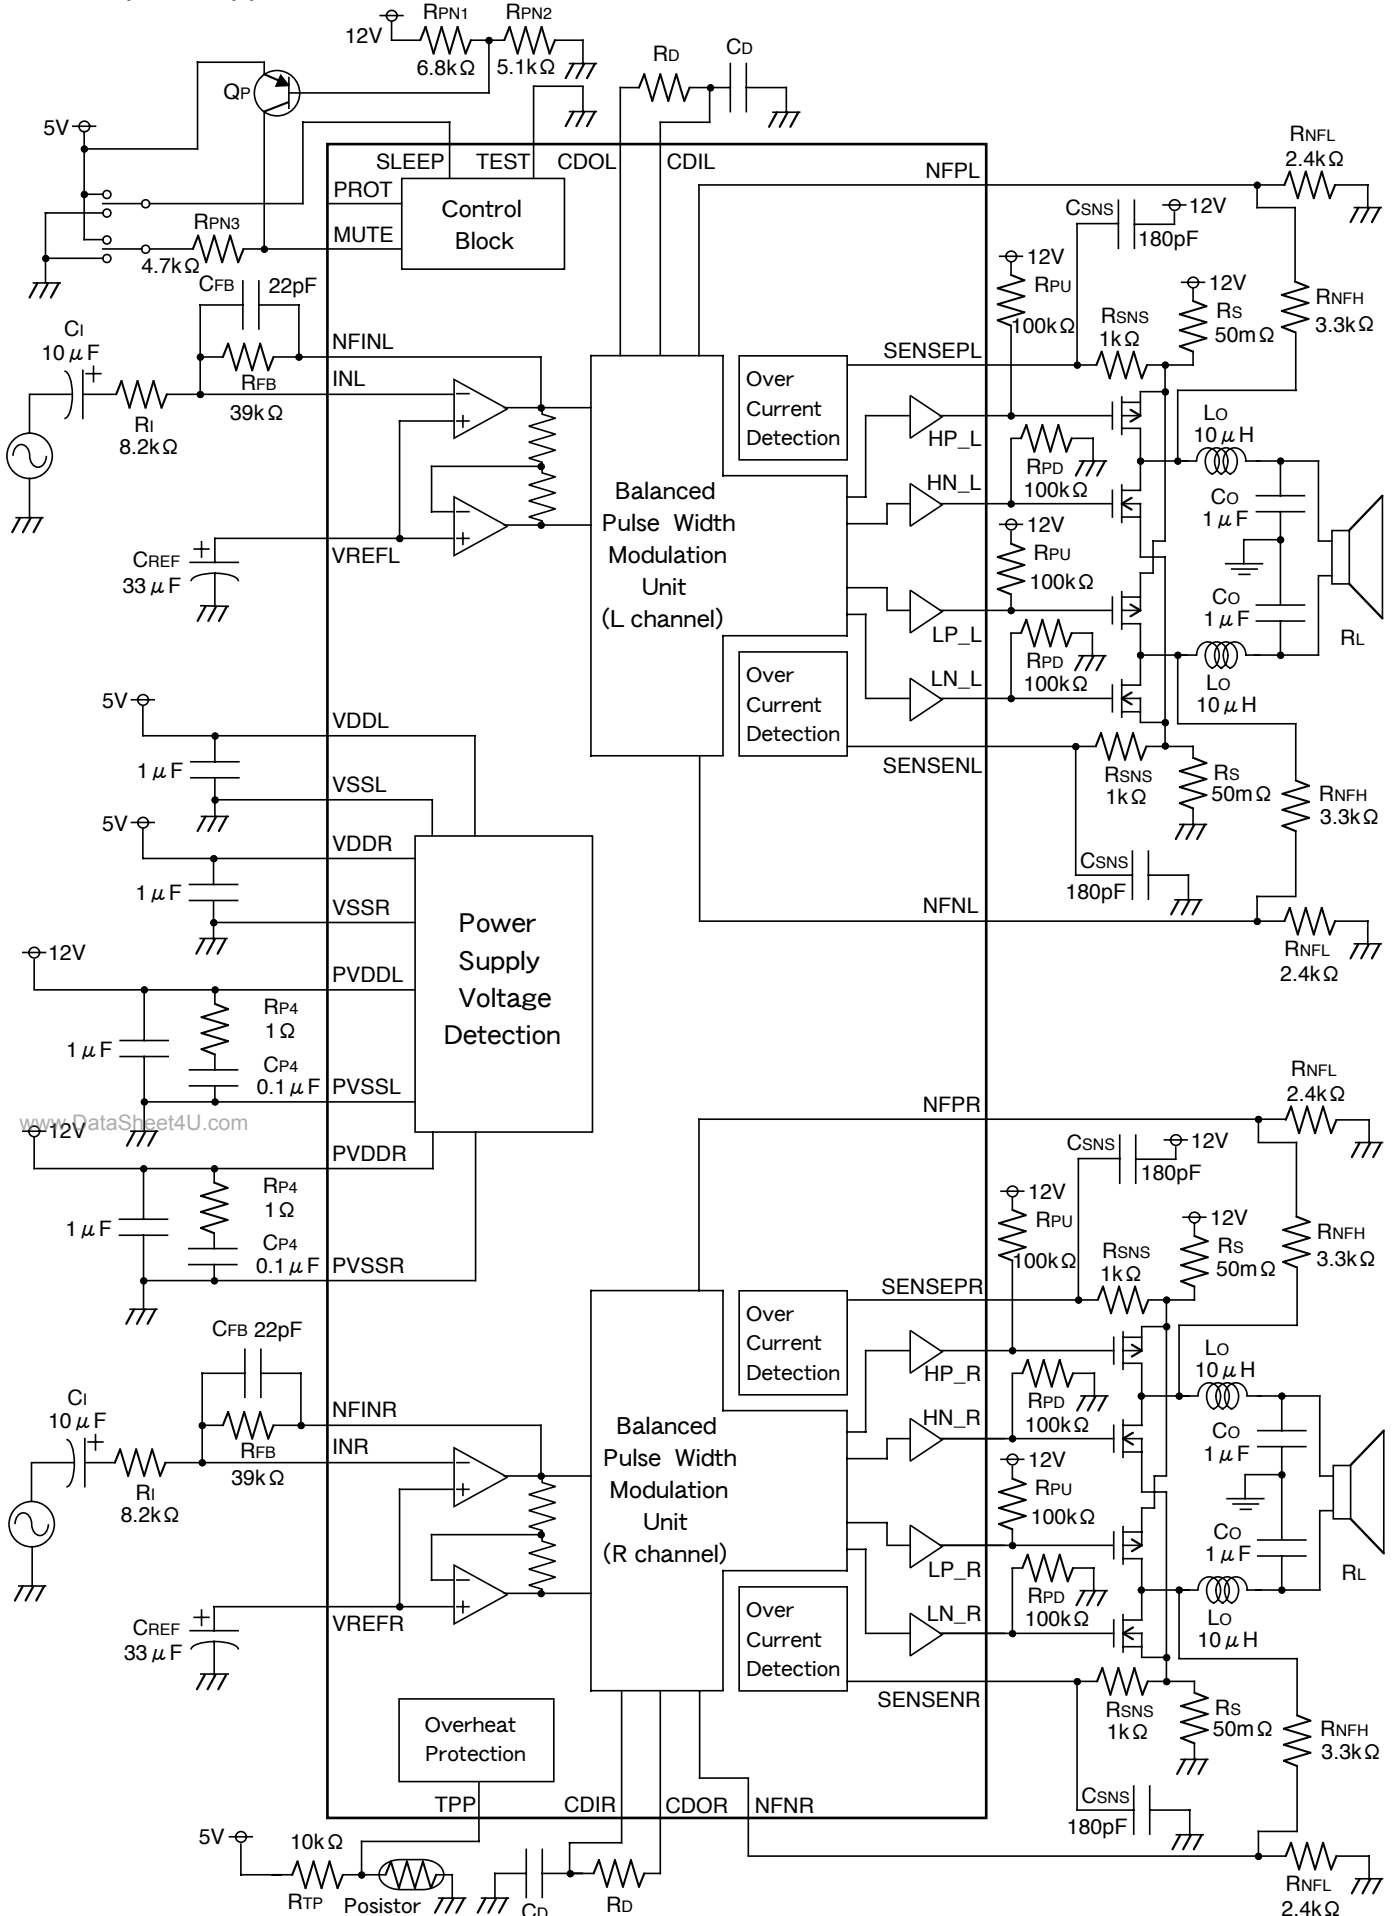 12V
RPN1
6.8kΩ
RPN2
5.1kΩ
QP
5V
RD
CD
SLEEP
TEST
CDOL
CDIL
PROT
MUTE
Control
Block
RPN3
4.7kΩ
NFPL
RNFL
2.4kΩ
CSNS
180pF
12V
12V
RPU
100kΩ
RSNS
1kΩ
12V
RS
50mΩ
RNFH
3.3kΩ
CFB
22pF
CI
10μF
RI
8.2kΩ
RFB
39kΩ
NFINL
INL
CREF
33μF
VREFL
Balanced
Pulse Width
Modulation
Unit
(L channel)
SENSEPL
Over
Current
Detection
HP_L
RPD
100kΩ
HN_L
12V
RPU
100kΩ
LP_L
RPD
100kΩ
LN_L
Over
Current
Detection
SENSENL
LO
10μH
CO
1μF
CO
1μF
RL
LO
10μH
RSNS
1kΩ
RS
50mΩ
RNFH
3.3kΩ
CSNS
180pF
NFNL
RNFL
2.4kΩ
5V
VDDL
1μF
VSSL
5V
VDDR
1μF
VSSR
12V
PVDDL
RP4
1Ω
1μF
CP4
0.1μF
PVSSL
Power
Supply
Voltage
Detection
www.DataSheet4U.com
12V
PVDDR
RP4
1Ω
1μF
CP4
0.1μF
PVSSR
NFPR
RNFL
2.4kΩ
CSNS
180pF
12V
12V
RPU
100kΩ
RSNS
1kΩ
12V
RS
50mΩ
RNFH
3.3kΩ
CFB 22pF
CI
10μF
RI
8.2kΩ
RFB
39kΩ
NFINR
INR
CREF
33μF
VREFR
Balanced
Pulse Width
Modulation
Unit
(R channel)
SENSEPR
Over
Current
Detection
HP_R
RPD
100kΩ
HN_R
12V
RPU
100kΩ
LP_R
RPD
100kΩ
LN_R
Over
Current
Detection
SENSENR
LO
10μH
CO
1μF
CO
1μF
RL
LO
10μH
RSNS
1kΩ
RS
50mΩ
RNFH
3.3kΩ
CSNS
180pF
Overheat
Protection
TPP
CDIR
CDOR
NFNR
5V
10kΩ
RTP
Posistor
CD
RD
RNFL
2.4kΩ